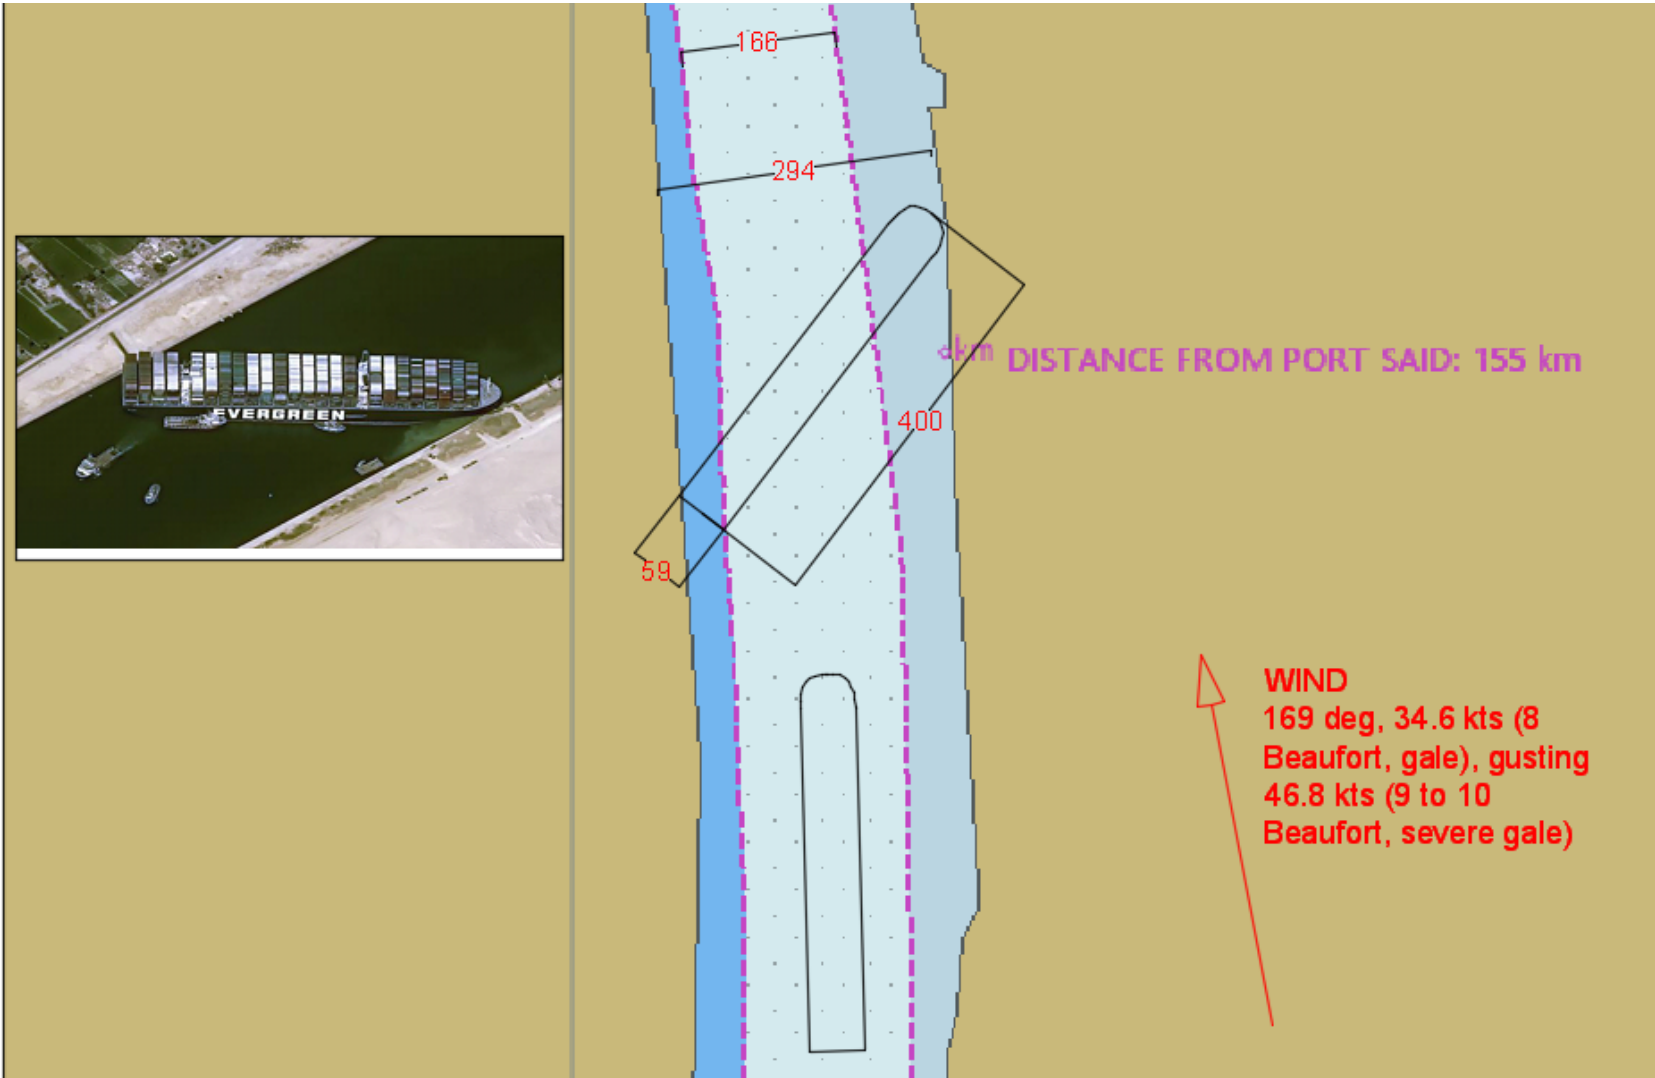 166
294
EVERGREEN
km DISTANCE FROM PORT SAID: 155 km
400
59
WIND
169 deg, 34.6 kts (8
Beaufort, gale), gusting
46.8 kts (9 to 10
Beaufort, severe gale)